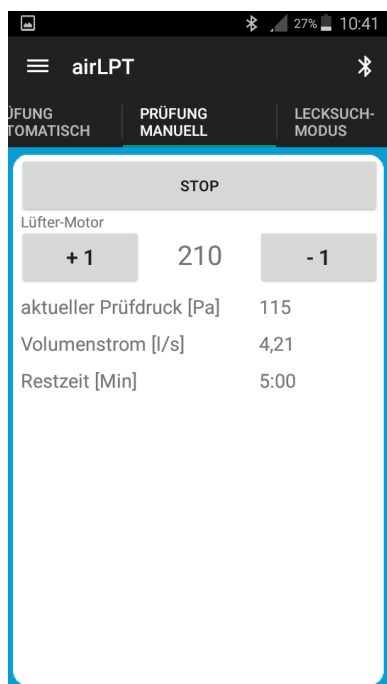 27% 10:41
airLPT
ÜFUNG
TOMATISCH
PRÜFUNG
MANUELL
LECKSUCH-
MODUS
STOP
Lüfter-Motor
+ 1 210 - 1
aktueller Prüfdruck [Pa] 115
Volumenstrom [l/s] 4,21
Restzeit [Min] 5:00